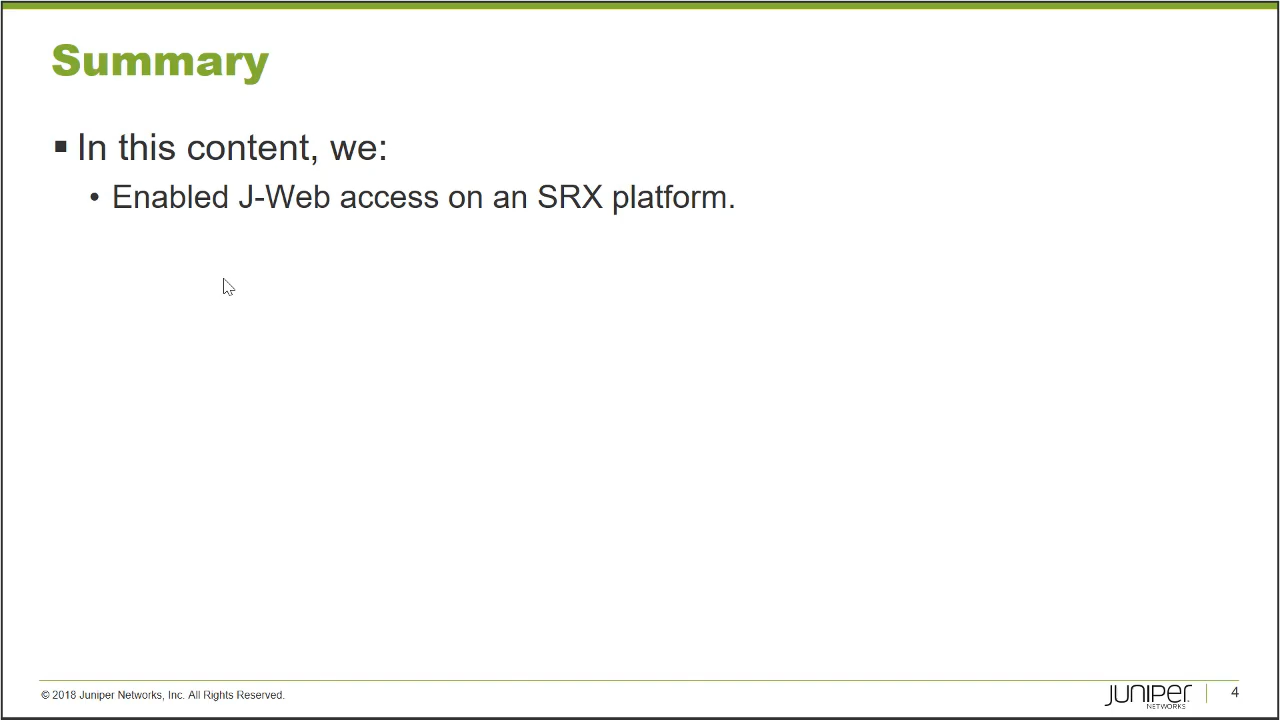 Summary
▪ In this content, we:
• Enabled J-Web access on an SRX platform.
© 2018 Juniper Networks, Inc. All Rights Reserved.
JUNIPER
NETWORKS
4